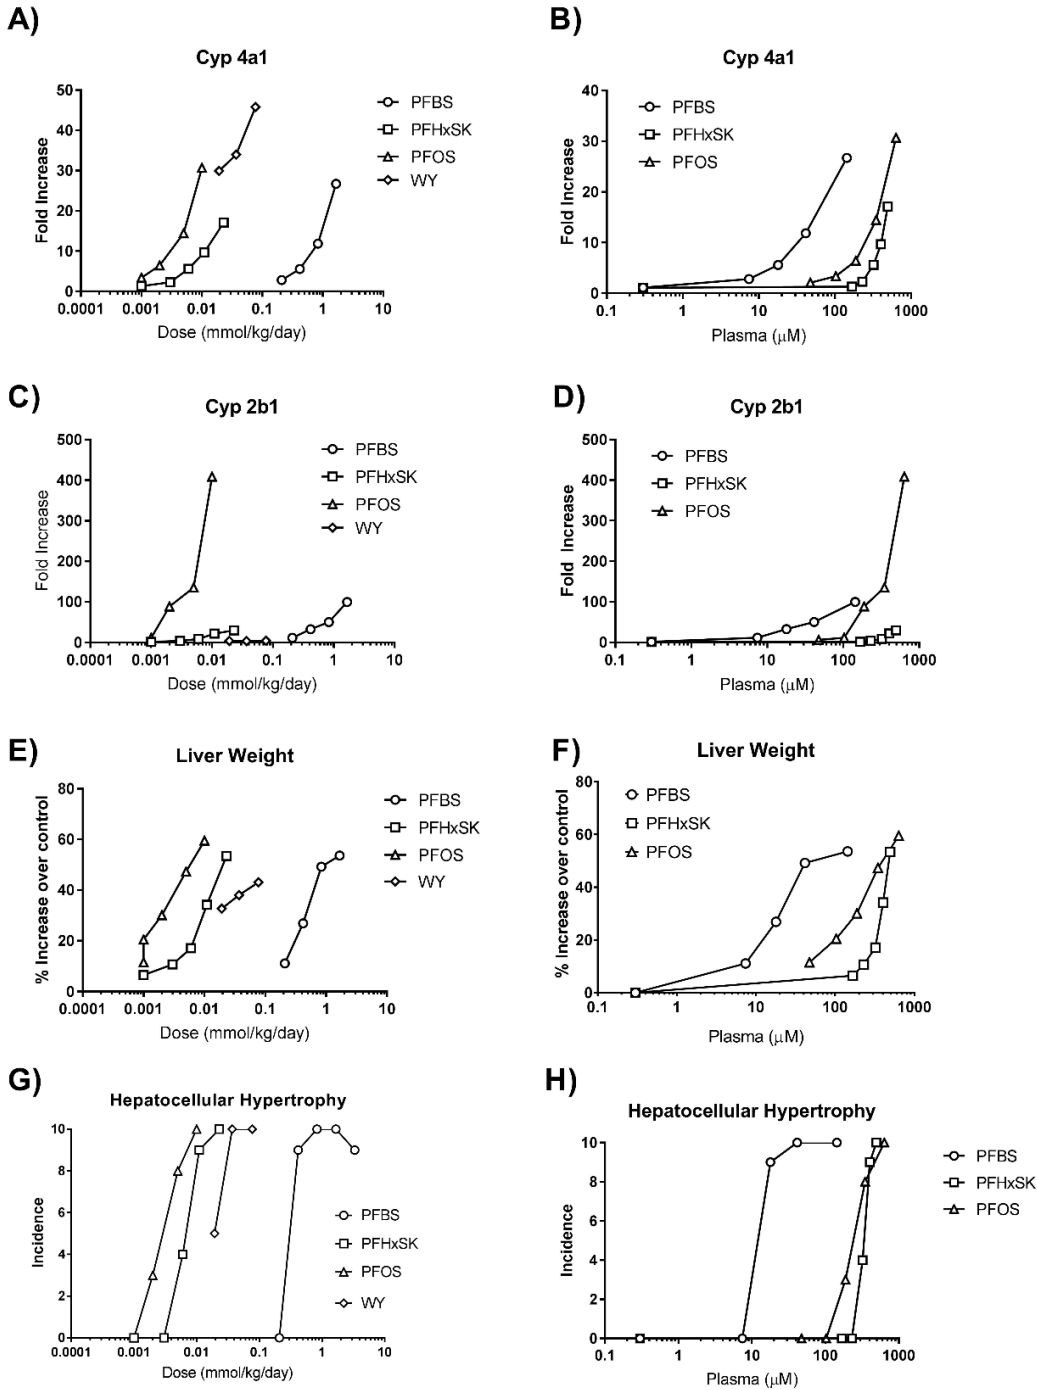 A)
Cyp 4a1
Fold Increase
50
40
30
20
10
0
0.0001 0.001 0.01 0.1 1 10
Dose (mmol/kg/day)
PFBS
PFHxSK
PFOS
WY
B)
Cyp 4a1
Fold Increase
40
30
20
10
0
0.1 1 10 100 1000
Plasma (μM)
PFBS
PFHxSK
PFOS
C)
Cyp 2b1
Fold Increase
500
400
300
200
100
0
0.0001 0.001 0.01 0.1 1 10
Dose (mmol/kg/day)
PFBS
PFHxSK
PFOS
WY
D)
Cyp 2b1
Fold Increase
500
400
300
200
100
0
0.1 1 10 100 1000
Plasma (μM)
PFBS
PFHxSK
PFOS
E)
Liver Weight
% Increase over control
80
60
40
20
0
0.0001 0.001 0.01 0.1 1 10
Dose (mmol/kg/day)
PFBS
PFHxSK
PFOS
WY
F)
Liver Weight
% Increase over control
80
60
40
20
0
0.1 1 10 100 1000
Plasma (μM)
PFBS
PFHxSK
PFOS
G)
Hepatocellular Hypertrophy
Incidence
10
8
6
4
2
0
0.0001 0.001 0.01 0.1 1 10
Dose (mmol/kg/day)
PFBS
PFHxSK
PFOS
WY
H)
Hepatocellular Hypertrophy
Incidence
10
8
6
4
2
0
0.1 1 10 100 1000
Plasma (μM)
PFBS
PFHxSK
PFOS